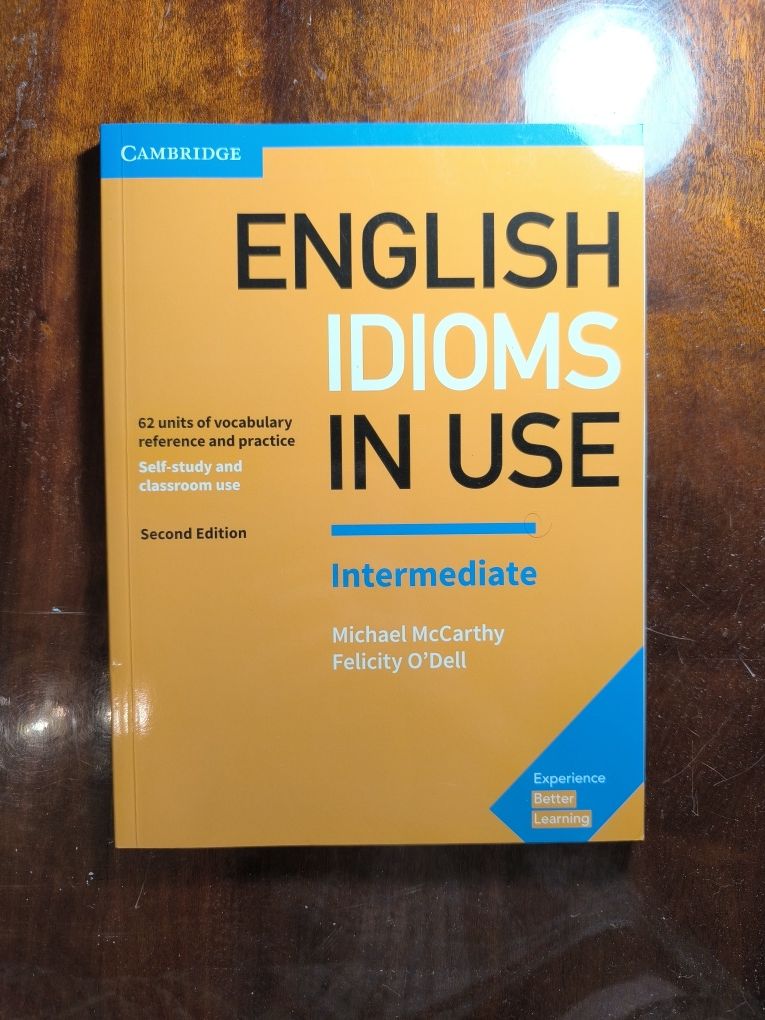 CAMBRIDGE
ENGLISH
IDIOMS
IN USE
62 units of vocabulary
reference and practice
Self-study and
classroom use
Second Edition
Intermediate
Michael McCarthy
Felicity O'Dell
Experience
Better
Learning